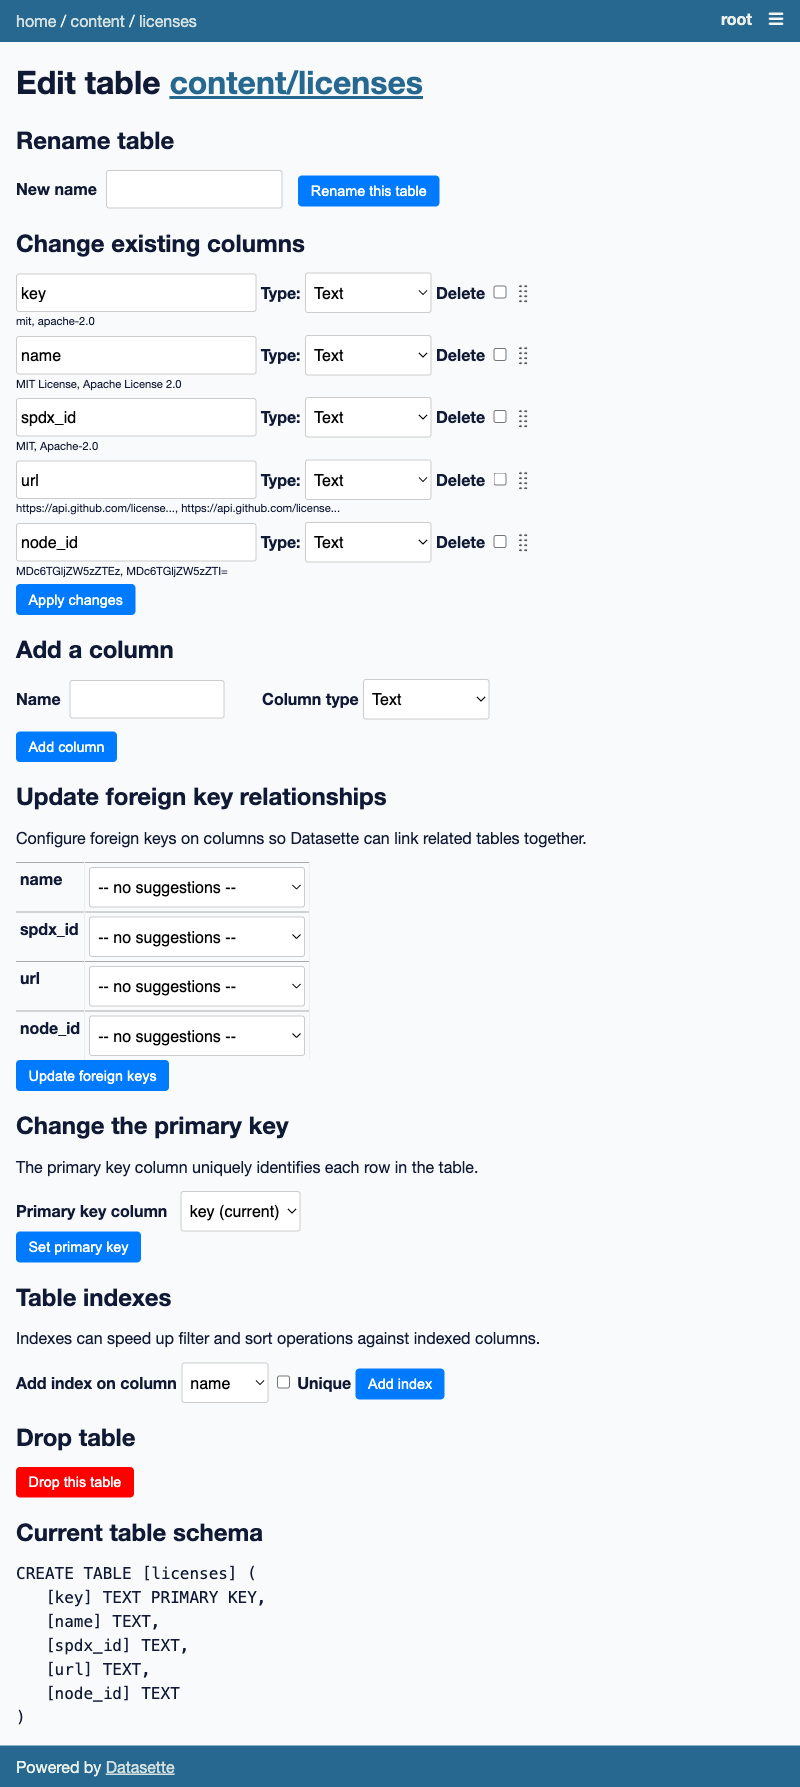 home / content / licenses root
Edit table content/licenses
Rename table
New name Rename this table
Change existing columns
key Type: Text Delete
mit, apache-2.0
name Type: Text Delete
MIT License, Apache License 2.0
spdx_id Type: Text Delete
MIT, Apache-2.0
url Type: Text Delete
https://api.github.com/license..., https://api.github.com/license...
node_id Type: Text Delete
MDc6TGljZW5zZTEz, MDc6TGljZW5zZTI=
Apply changes
Add a column
Name Column type Text
Add column
Update foreign key relationships
Configure foreign keys on columns so Datasette can link related tables together.
name -- no suggestions --
spdx_id -- no suggestions --
url -- no suggestions --
node_id -- no suggestions --
Update foreign keys
Change the primary key
The primary key column uniquely identifies each row in the table.
Primary key column key (current)
Set primary key
Table indexes
Indexes can speed up filter and sort operations against indexed columns.
Add index on column name Unique Add index
Drop table
Drop this table
Current table schema
CREATE TABLE [licenses] (
   [key] TEXT PRIMARY KEY,
   [name] TEXT,
   [spdx_id] TEXT,
   [url] TEXT,
   [node_id] TEXT
)
Powered by Datasette